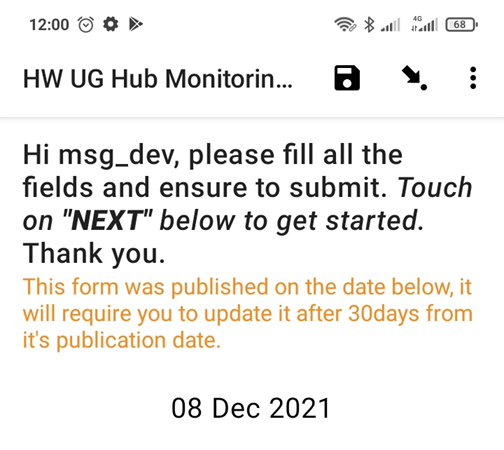 12:00
4G
68
HW UG Hub Monitorin...
Hi msg_dev, please fill all the
fields and ensure to submit. Touch
on "NEXT" below to get started.
Thank you.
This form was published on the date below, it
will require you to update it after 30days from
it's publication date.
08 Dec 2021